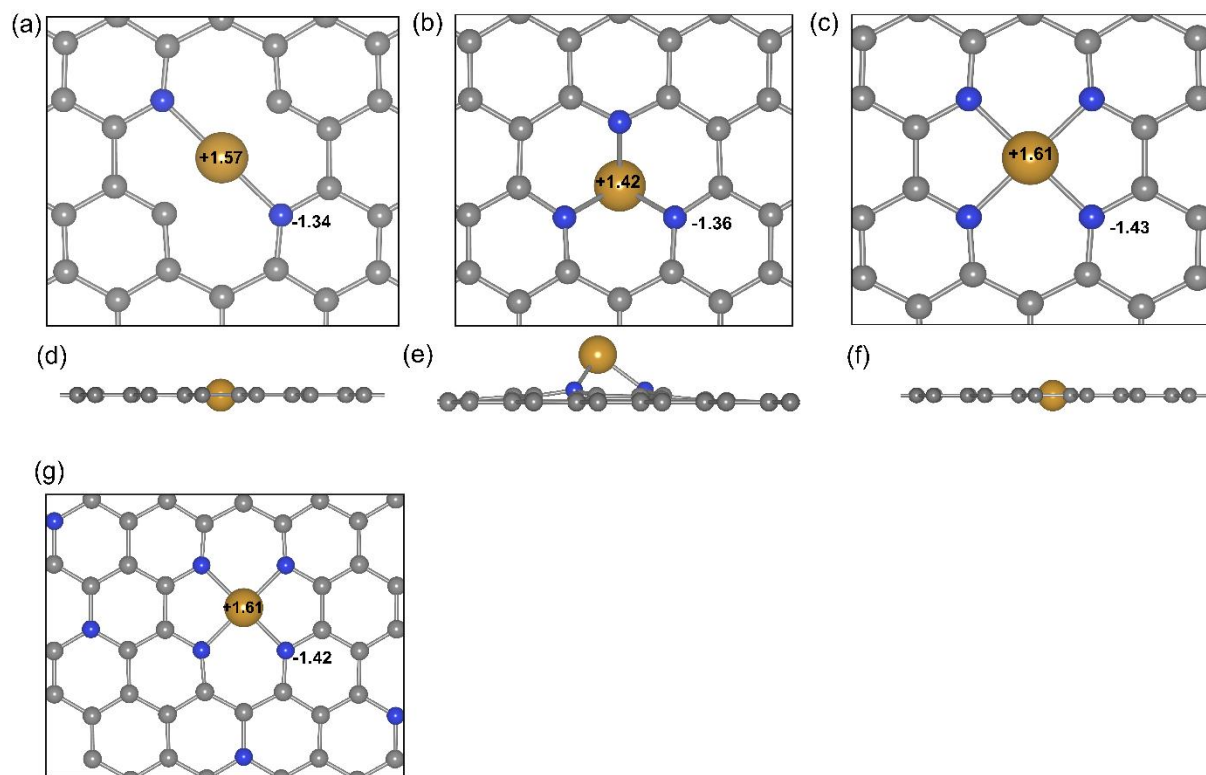 (a)
+1.57
-1.34
(b)
+1.42
-1.36
(c)
+1.61
-1.43
(d)
(e)
(f)
(g)
+1.61
-1.42